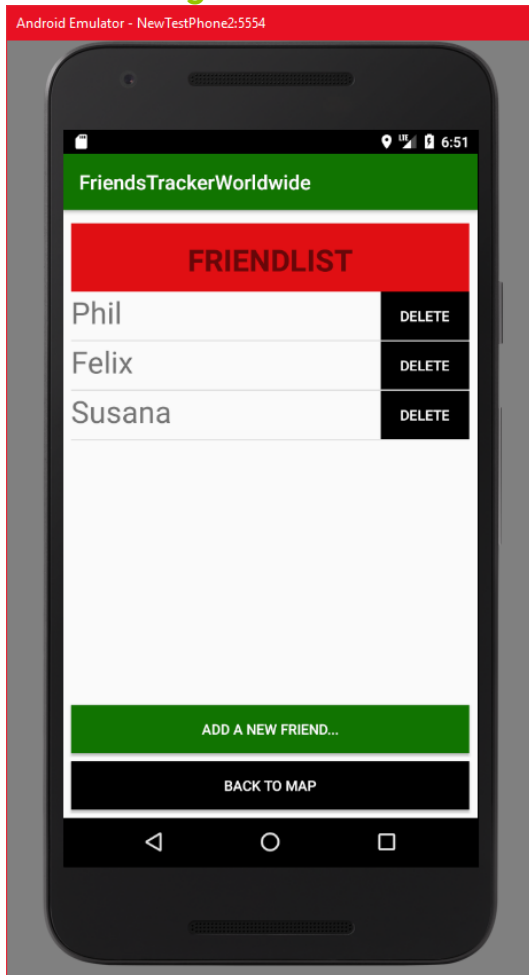 Android Emulator - NewTestPhone2:5554
LTE 6:51
FriendsTrackerWorldwide
FRIENDLIST
Phil DELETE
Felix DELETE
Susana DELETE
ADD A NEW FRIEND...
BACK TO MAP